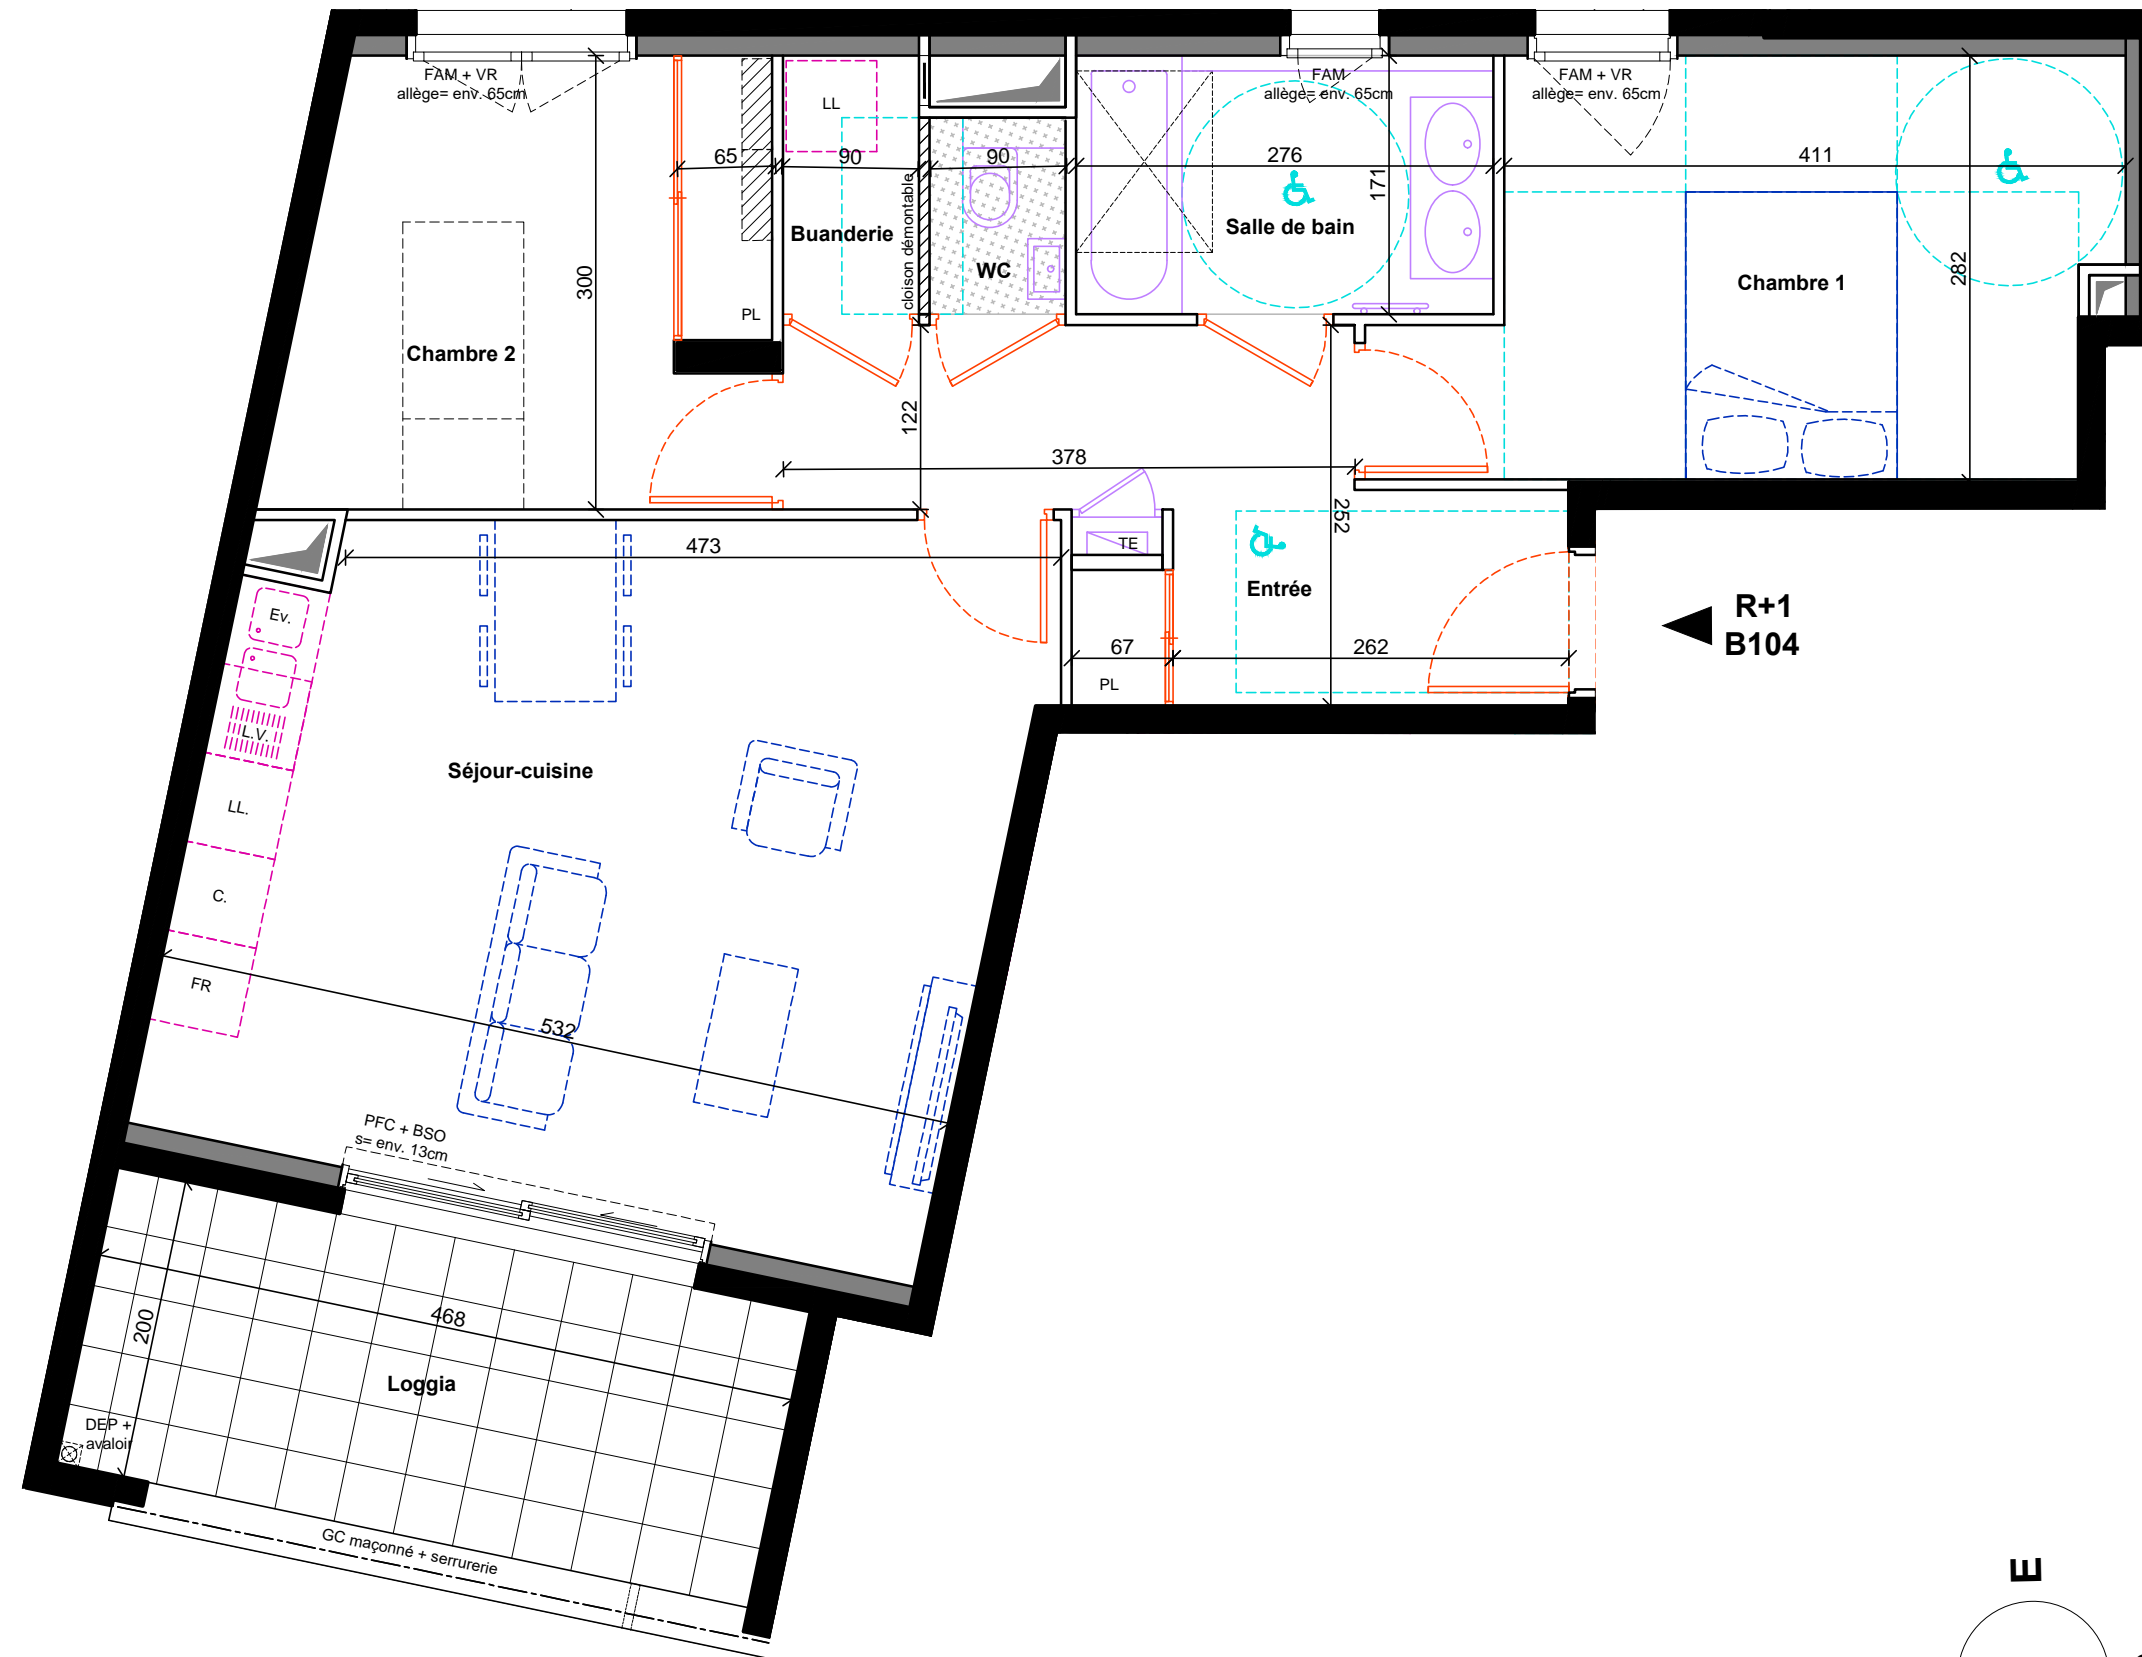 FAM + VR
allège= env. 65cm
LL
FAM
allège= env. 65cm
FAM + VR
allège= env. 65cm
65
90
90
276
171
411
cloison démontable
Buanderie
WC
Salle de bain
Chambre 1
282
300
PL
Chambre 2
122
378
252
473
TE
Entrée
67
262
PL
R+1
B104
Ev.
L.V.
LL.
C.
FR
Séjour-cuisine
532
PFC + BSO
s= env. 13cm
200
468
Loggia
DEP +
avaloir
GC maçonné + serrurerie
E